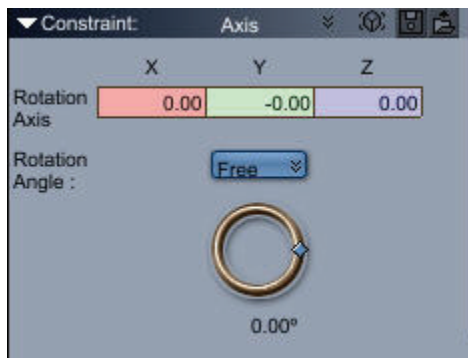 Constraint: Axis
X Y Z
Rotation Axis 0.00 -0.00 0.00
Rotation Angle : Free
0.00º